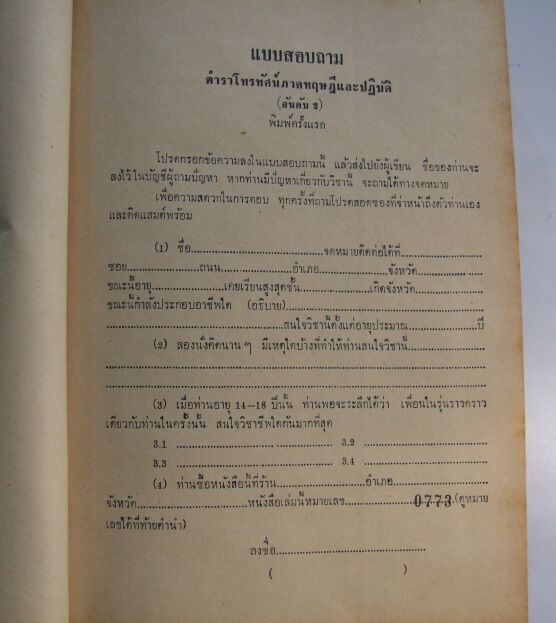 แบบสอบถาม
ตำราโทรทัศน์ภาคทฤษฎีและปฏิบัติ
(อันดับ 2)
พิมพ์ครั้งแรก
โปรดกรอกข้อความลงในแบบสอบถามนี้ แล้วส่งไปยังผู้เขียน ชื่อของท่านจะ
ลงไว้ในบัญชีผู้ถามปัญหา หากท่านมีปัญหาเกี่ยวกับวิชานี้ จะถามได้ทางจดหมาย
เพื่อความสดวกในการตอบ ทุกครั้งที่ถามโปรดสอดซองที่จ่าหน้าถึงตัวท่านเอง
และติดแสตมป์พร้อม
(1) ชื่อ..............................จดหมายติดต่อได้ที่....................
ซอย....................ถนน....................อำเภอ....................จังหวัด....................
ขณะนี้อายุ....................เคยเรียนสูงสุดชั้น....................เกิดจังหวัด....................
ขณะนี้กำลังประกอบอาชีพใด (อธิบาย)........................................
........................................สนใจวิชานี้ตั้งแต่อายุประมาณ....................ปี
(2) ลองนั่งคิดนาน ๆ มีเหตุใดบ้างที่ทำให้ท่านสนใจวิชานี้....................
................................................................................
................................................................................
(3) เมื่อท่านอายุ 14–18 ปีนั้น ท่านพอจะระลึกได้ว่า เพื่อนในรุ่นราวคราว
เดียวกับท่านในครั้งนั้น สนใจวิชาชีพใดกันมากที่สุด
3.1 .............................. 3.2 ..............................
3.3 .............................. 3.4 ..............................
(4) ท่านซื้อหนังสือนี้ที่ร้าน..............................อำเภอ....................
จังหวัด..............................หนังสือเล่มนี้หมายเลข....................0773 (ดูหมาย
เลขได้ที่ท้ายคำนำ)
ลงชื่อ........................................
( )